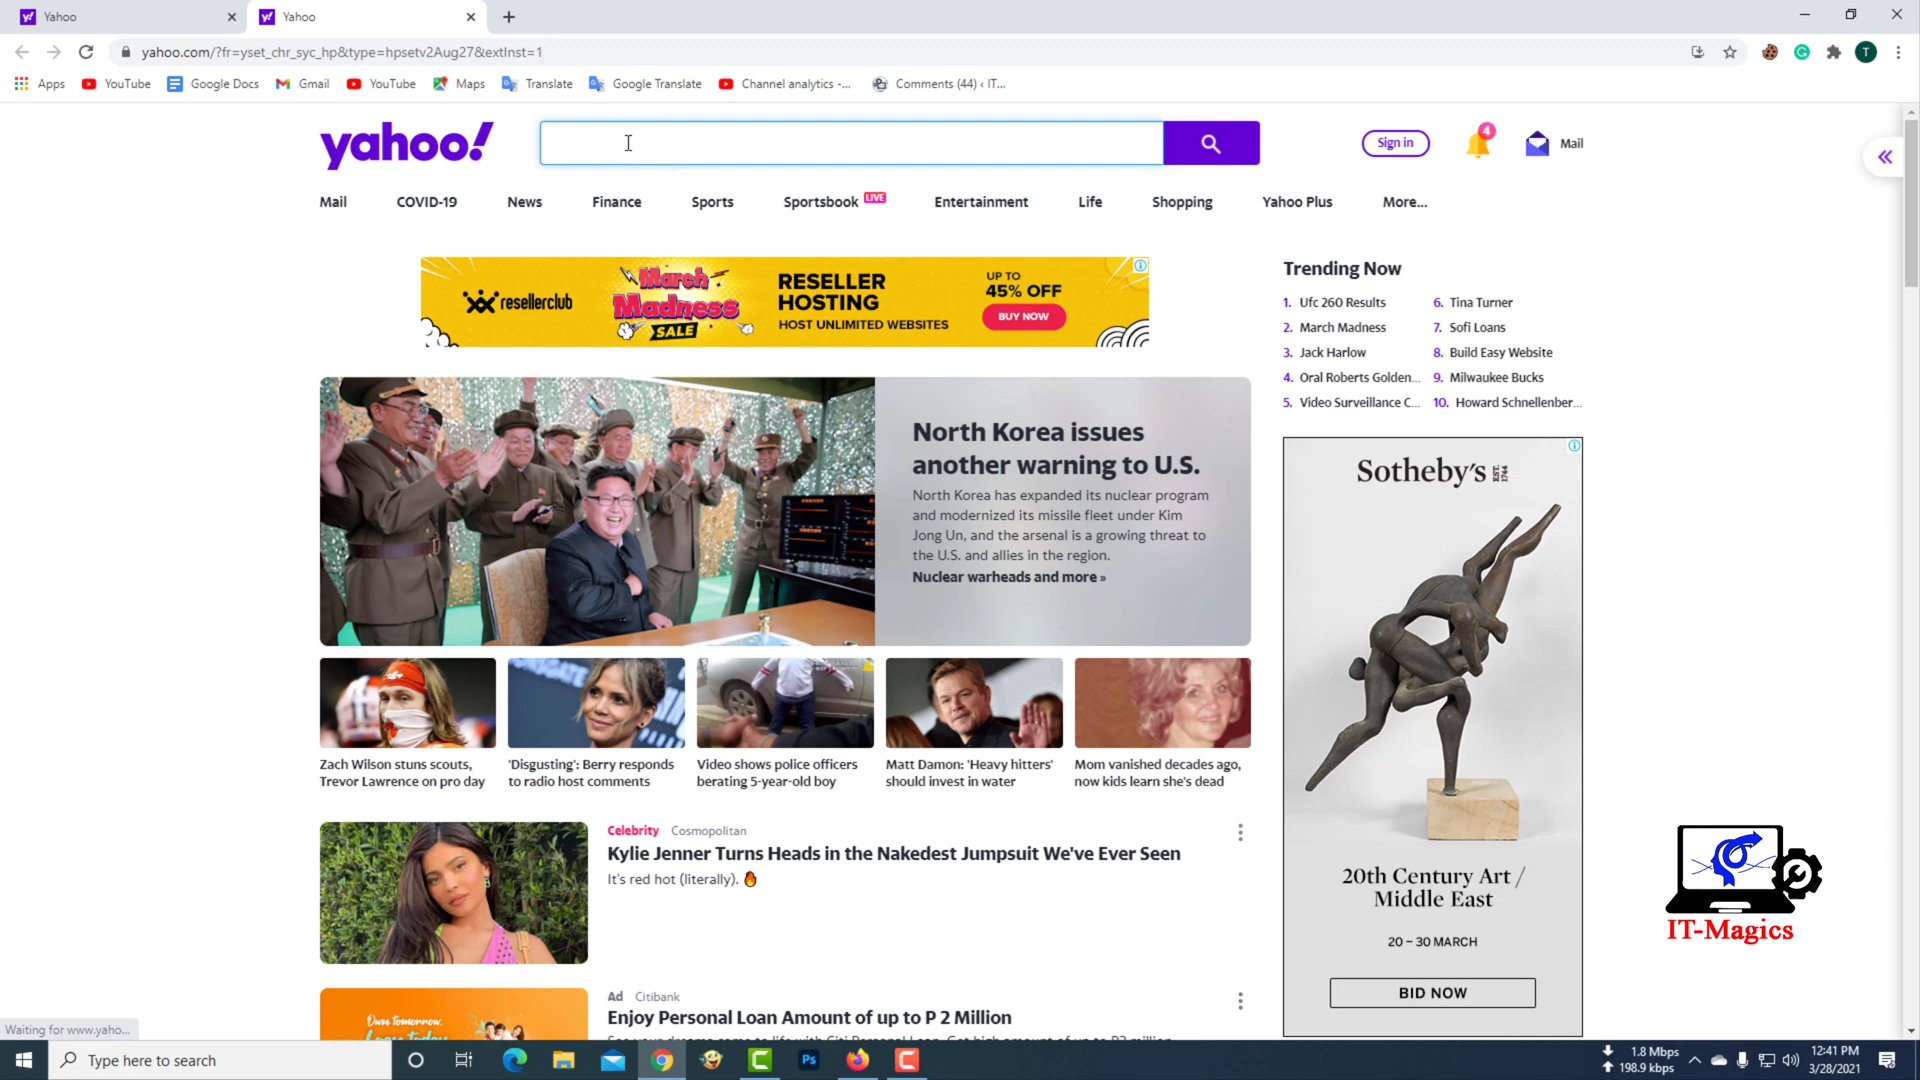 Yahoo
Yahoo
yahoo.com/?fr=yset_chr_syc_hp&type=hpsetv2Aug27&extInst=1
T
Apps YouTube Google Docs Gmail YouTube Maps Translate Google Translate Channel analytics -... Comments (44) ‹ IT...
yahoo!
Sign in
4
Mail
Mail COVID-19 News Finance Sports Sportsbook LIVE Entertainment Life Shopping Yahoo Plus More...
resellerclub
March
Madness
SALE
RESELLER
HOSTING
HOST UNLIMITED WEBSITES
UP TO
45% OFF
BUY NOW
Trending Now
1. Ufc 260 Results
2. March Madness
3. Jack Harlow
4. Oral Roberts Golden...
5. Video Surveillance C...
6. Tina Turner
7. Sofi Loans
8. Build Easy Website
9. Milwaukee Bucks
10. Howard Schnellenber...
North Korea issues
another warning to U.S.
North Korea has expanded its nuclear program
and modernized its missile fleet under Kim
Jong Un, and the arsenal is a growing threat to
the U.S. and allies in the region.
Nuclear warheads and more »
Sotheby's EST. 1744
20th Century Art /
Middle East
20 – 30 MARCH
BID NOW
Zach Wilson stuns scouts,
Trevor Lawrence on pro day
'Disgusting': Berry responds
to radio host comments
Video shows police officers
berating 5-year-old boy
Matt Damon: 'Heavy hitters'
should invest in water
Mom vanished decades ago,
now kids learn she's dead
Celebrity Cosmopolitan
Kylie Jenner Turns Heads in the Nakedest Jumpsuit We've Ever Seen
It's red hot (literally).
IT-Magics
Ad Citibank
Enjoy Personal Loan Amount of up to P 2 Million
Own tomorrow.
Waiting for www.yaho...
Type here to search
Ps
1.8 Mbps
198.9 kbps
12:41 PM
3/28/2021